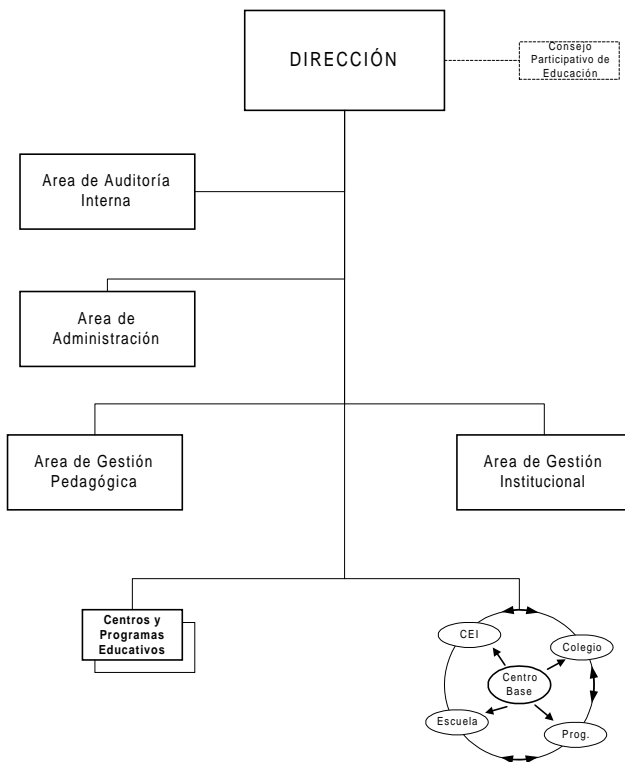 DIRECCIÓN
Consejo
Participativo de
Educación
Area de Auditoría
Interna
Area de
Administración
Area de Gestión
Pedagógica
Area de Gestión
Institucional
Centros y
Programas
Educativos
CEI
Colegio
Centro
Base
Escuela
Prog.